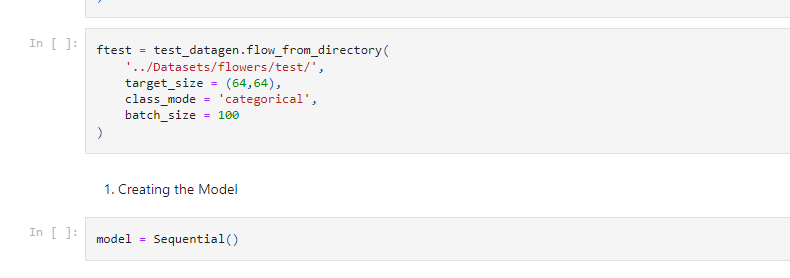 )
In [ ]:
ftest = test_datagen.flow_from_directory(
'../Datasets/flowers/test/',
target_size = (64,64),
class_mode = 'categorical',
batch_size = 100
)
1. Creating the Model
In [ ]:
model = Sequential()